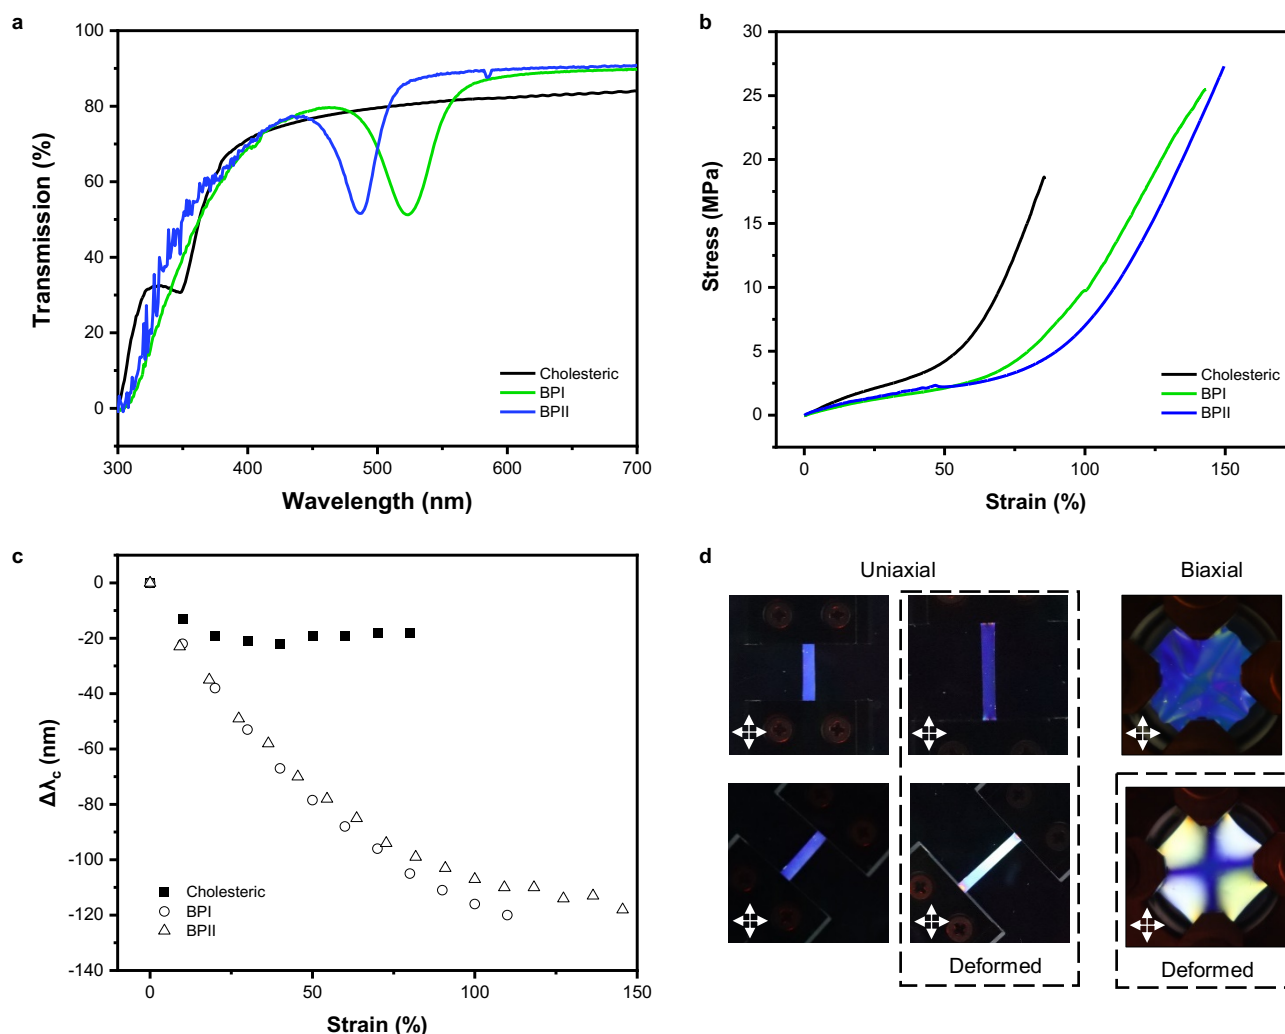 a
100
80
60
40
20
0
Transmission (%)
300
400
500
600
700
Wavelength (nm)
Cholesteric
BPI
BPII
b
30
25
20
15
10
5
0
Stress (MPa)
0
50
100
150
Strain (%)
Cholesteric
BPI
BPII
c
0
-20
-40
-60
-80
-100
-120
-140
Δλc (nm)
0
50
100
150
Strain (%)
Cholesteric
BPI
BPII
d
Uniaxial
Biaxial
Deformed
Deformed